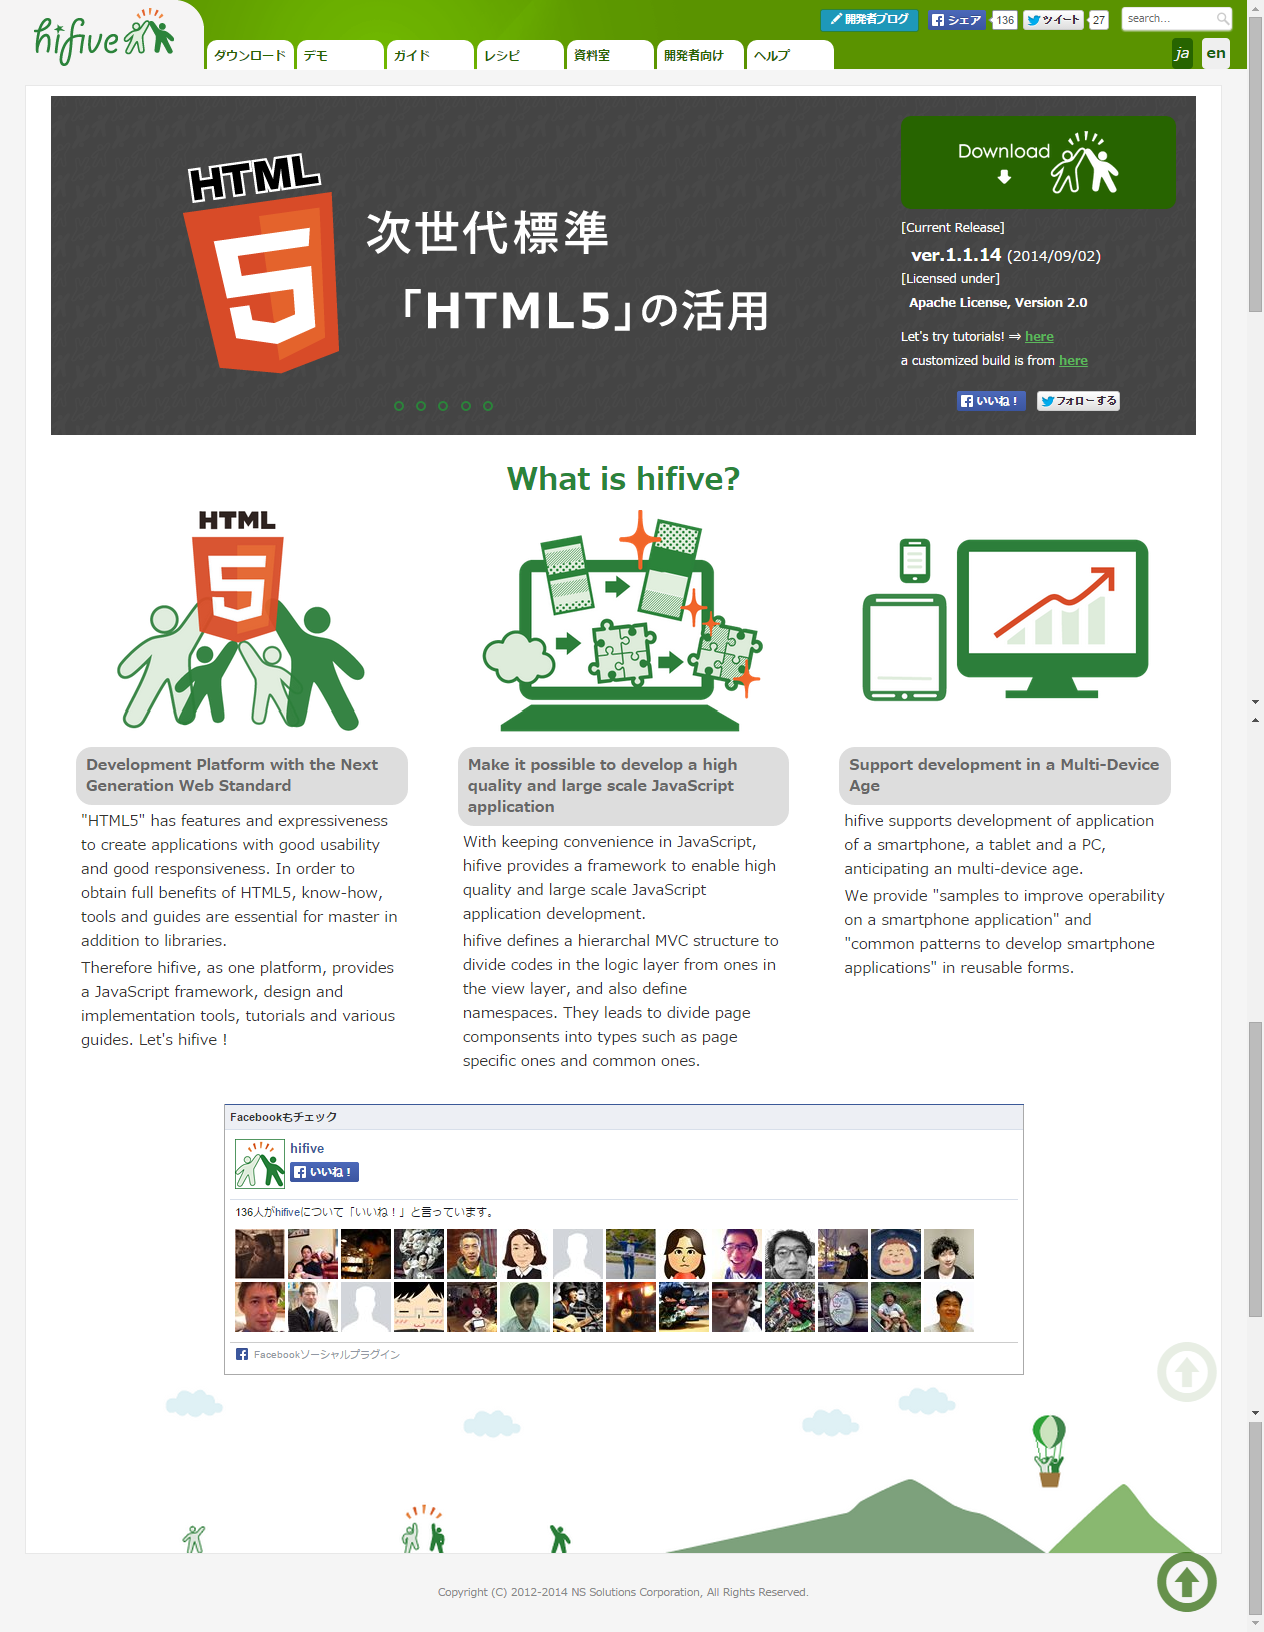 hifive
開発者ブログ
シェア 136
ツイート 27
search...
ダウンロード デモ ガイド レシピ 資料室 開発者向け ヘルプ
ja en
HTML
5
次世代標準
「HTML5」の活用
Download
[Current Release]
ver.1.1.14 (2014/09/02)
[Licensed under]
Apache License, Version 2.0
Let's try tutorials! ⇒ here
a customized build is from here
いいね！ フォローする
What is hifive?
HTML
5
Development Platform with the Next
Generation Web Standard
"HTML5" has features and expressiveness
to create applications with good usability
and good responsiveness. In order to
obtain full benefits of HTML5, know-how,
tools and guides are essential for master in
addition to libraries.
Therefore hifive, as one platform, provides
a JavaScript framework, design and
implementation tools, tutorials and various
guides. Let's hifive !
Make it possible to develop a high
quality and large scale JavaScript
application
With keeping convenience in JavaScript,
hifive provides a framework to enable high
quality and large scale JavaScript
application development.
hifive defines a hierarchal MVC structure to
divide codes in the logic layer from ones in
the view layer, and also define
namespaces. They leads to divide page
componsents into types such as page
specific ones and common ones.
Support development in a Multi-Device
Age
hifive supports development of application
of a smartphone, a tablet and a PC,
anticipating an multi-device age.
We provide "samples to improve operability
on a smartphone application" and
"common patterns to develop smartphone
applications" in reusable forms.
Facebookもチェック
hifive
いいね！
136人がhifiveについて「いいね！」と言っています。
Facebookソーシャルプラグイン
Copyright (C) 2012-2014 NS Solutions Corporation, All Rights Reserved.